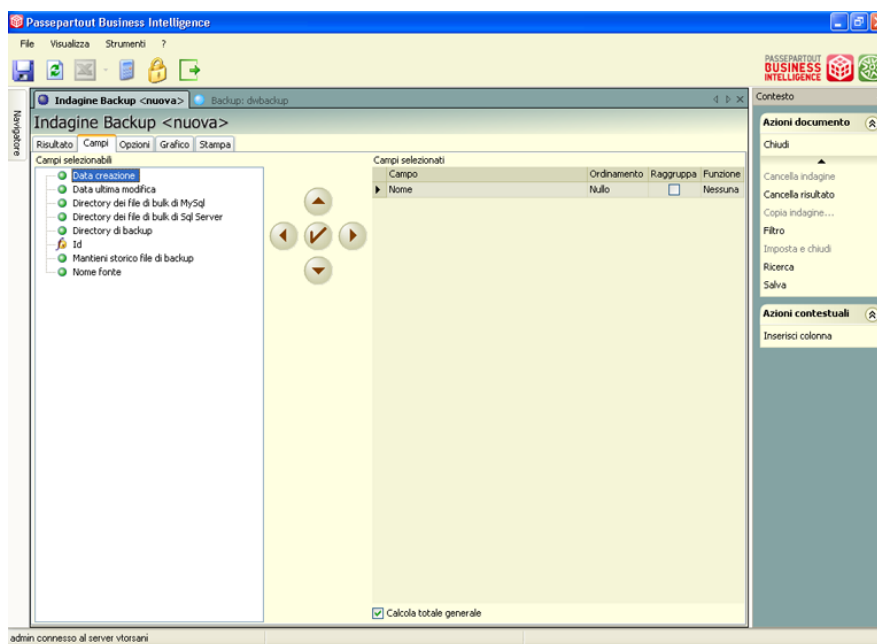 Passepartout Business Intelligence
File Visualizza Strumenti ?
PASSEPARTOUT
BUSINESS
INTELLIGENCE
Navigatore
Indagine Backup <nuova> Backup: dwbackup
Indagine Backup <nuova>
Risultato Campi Opzioni Grafico Stampa
Campi selezionabili
Data creazione
Data ultima modifica
Directory dei file di bulk di MySql
Directory dei file di bulk di Sql Server
Directory di backup
Id
Mantieni storico file di backup
Nome fonte
Campi selezionati
Campo Ordinamento Raggruppa Funzione
Nome Nullo Nessuna
Calcola totale generale
Contesto
Azioni documento
Chiudi
Cancella indagine
Cancella risultato
Copia indagine...
Filtro
Imposta e chiudi
Ricerca
Salva
Azioni contestuali
Inserisci colonna
admin connesso al server vtorsani